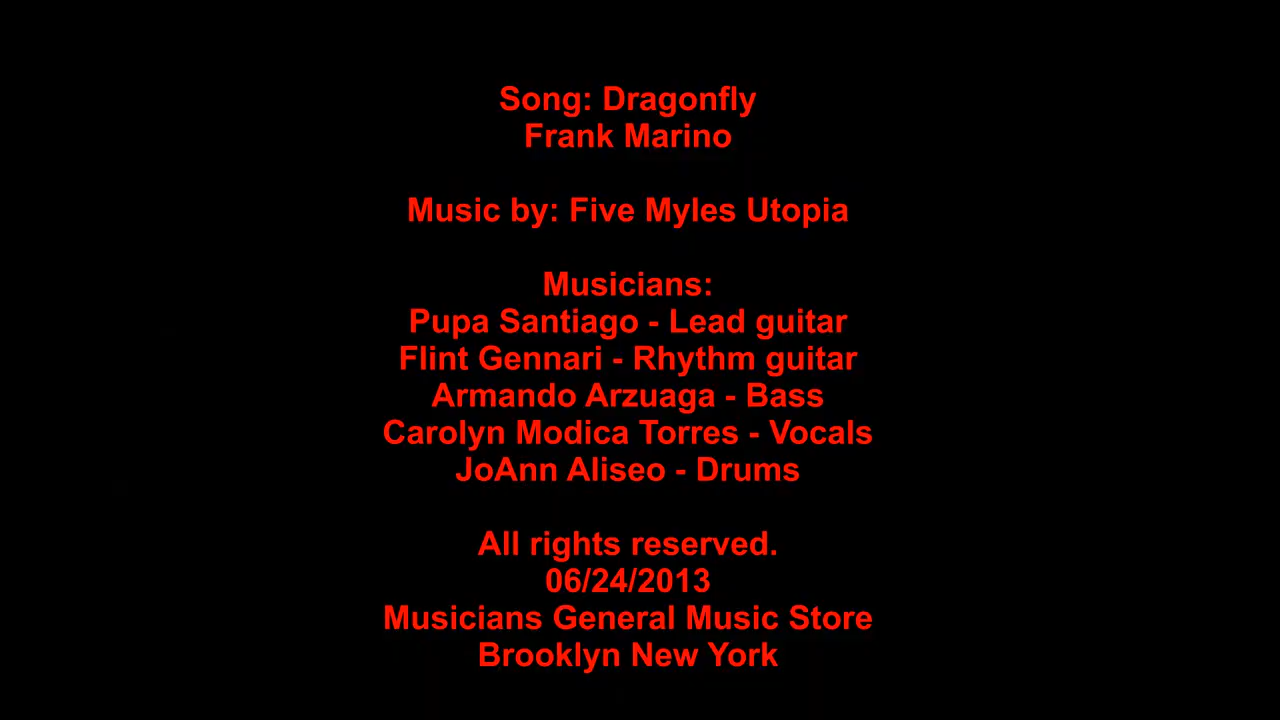 Song: Dragonfly
Frank Marino
Music by: Five Myles Utopia
Musicians:
Pupa Santiago - Lead guitar
Flint Gennari - Rhythm guitar
Armando Arzuaga - Bass
Carolyn Modica Torres - Vocals
JoAnn Aliseo - Drums
All rights reserved.
06/24/2013
Musicians General Music Store
Brooklyn New York